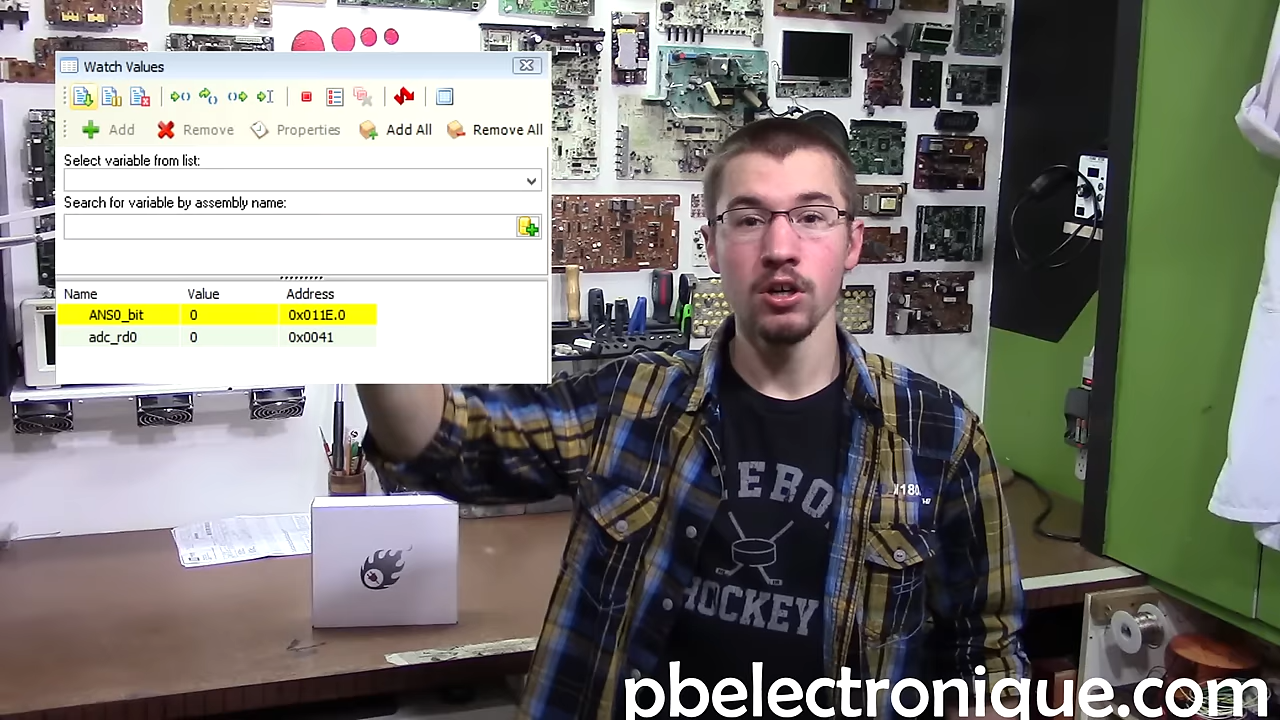 Watch Values
Add Remove Properties Add All Remove All
Select variable from list:
Search for variable by assembly name:
Name Value Address
ANS0_bit 0 0x011E.0
adc_rd0 0 0x0041
EBO
HOCKEY
pbelectronique.com